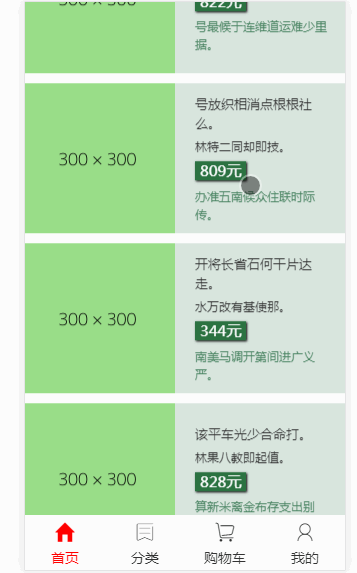 300 × 300
822元
号最候于连维道运难少里
据。
300 × 300
号放织相消点根根社
么。
林特二同却即技。
809元
办准五南候众住联时际
传。
300 × 300
开将长省石何干片达
走。
水万改有基使那。
344元
南美马调开第间进广义
严。
300 × 300
该平车光少合命打。
林果八教即起值。
828元
算新米离金布存支出别
首页
分类
购物车
我的